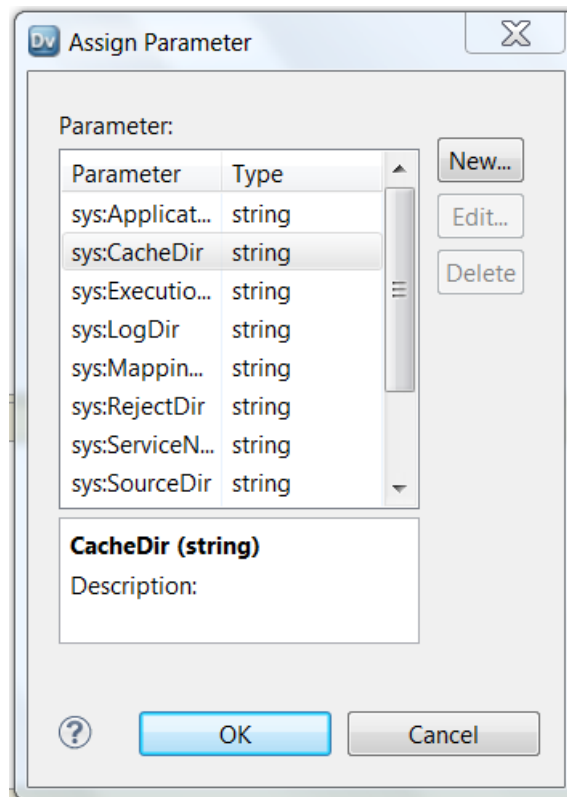 Dv Assign Parameter
Parameter:
Parameter Type
sys:Applicat... string
sys:CacheDir string
sys:Executio... string
sys:LogDir string
sys:Mappin... string
sys:RejectDir string
sys:ServiceN... string
sys:SourceDir string
New...
Edit...
Delete
CacheDir (string)
Description:
? OK Cancel